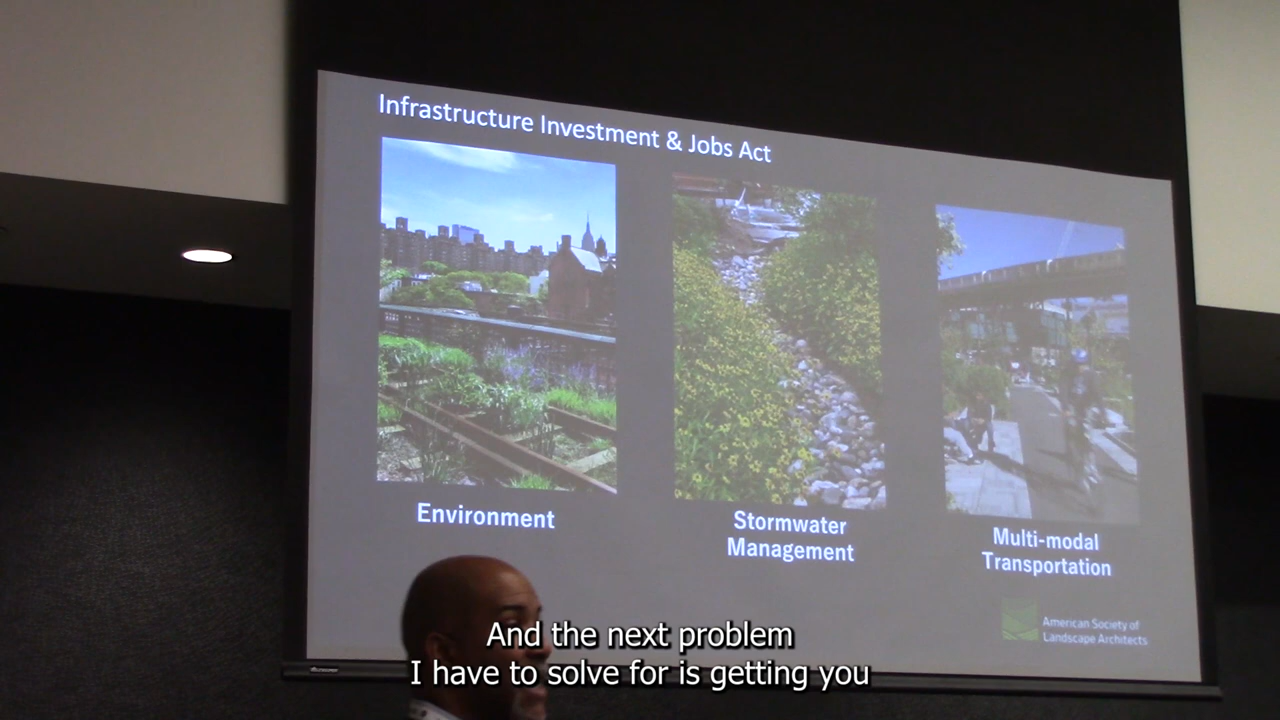 Infrastructure Investment & Jobs Act
Environment
Stormwater
Management
Multi-modal
Transportation
American Society of
Landscape Architects
And the next problem
I have to solve for is getting you